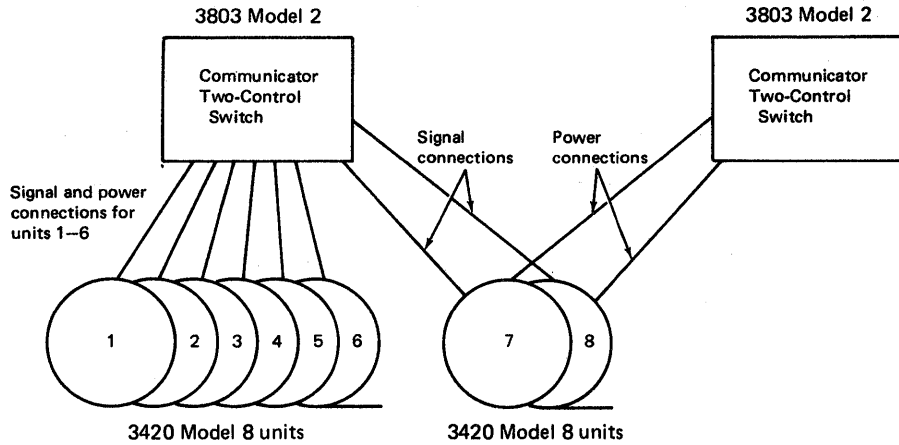 3803 Model 2
3803 Model 2
Communicator
Two-Control
Switch
Communicator
Two-Control
Switch
Signal
connections
Power
connections
Signal and power
connections for
units 1—6
1
2
3
4
5
6
7
8
3420 Model 8 units
3420 Model 8 units